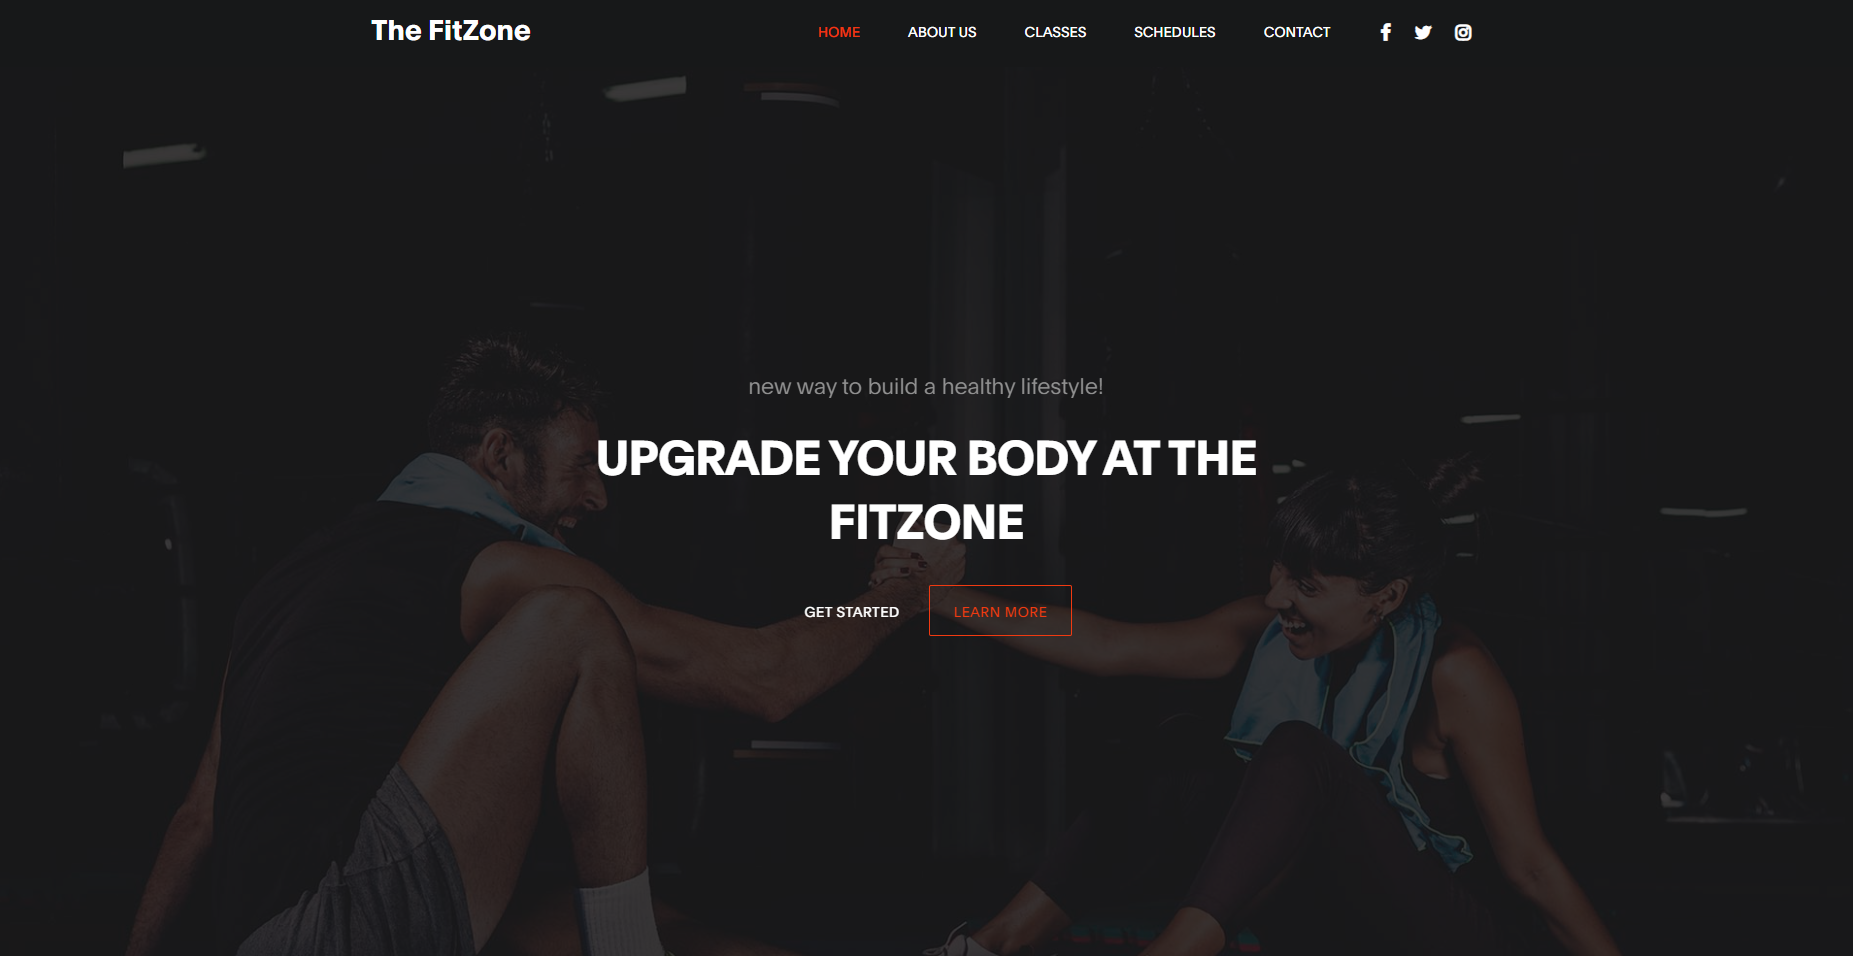 The FitZone
HOME ABOUT US CLASSES SCHEDULES CONTACT
new way to build a healthy lifestyle!
UPGRADE YOUR BODY AT THE
FITZONE
GET STARTED LEARN MORE